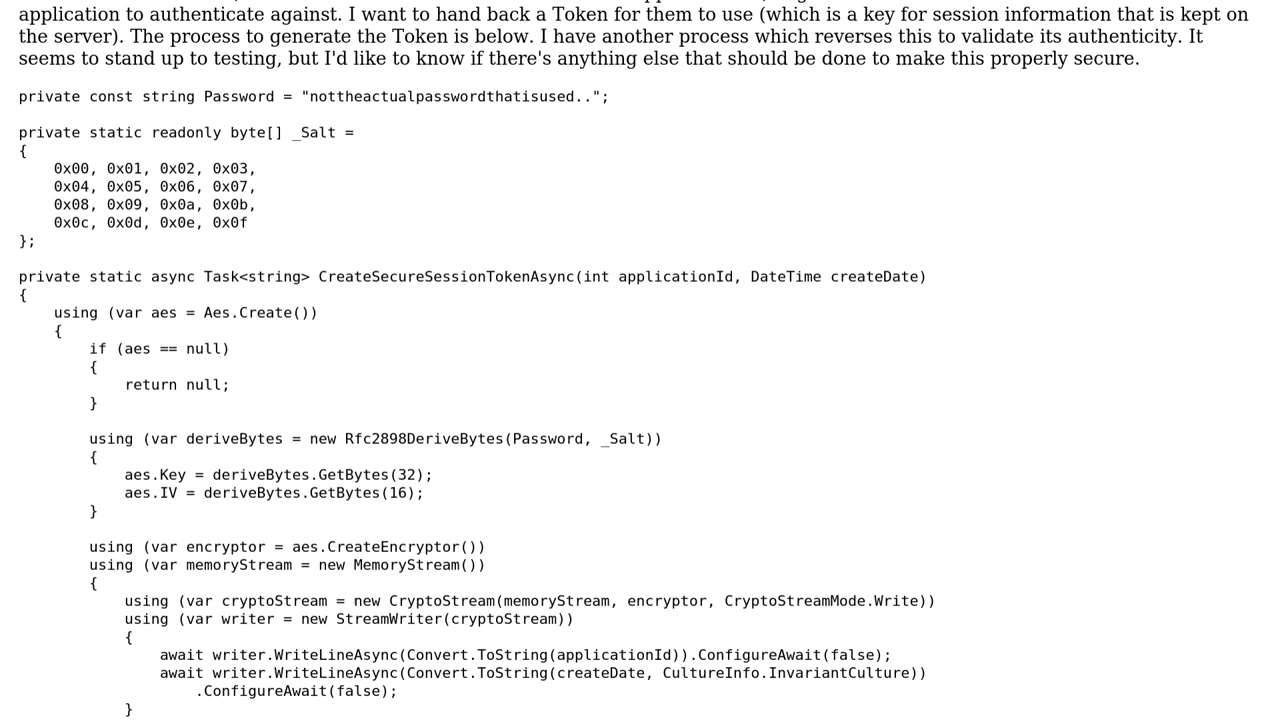 application to authenticate against. I want to hand back a Token for them to use (which is a key for session information that is kept on
the server). The process to generate the Token is below. I have another process which reverses this to validate its authenticity. It
seems to stand up to testing, but I'd like to know if there's anything else that should be done to make this properly secure.
private const string Password = "nottheactualpasswordthatisused..";
private static readonly byte[] _Salt =
{
    0x00, 0x01, 0x02, 0x03,
    0x04, 0x05, 0x06, 0x07,
    0x08, 0x09, 0x0a, 0x0b,
    0x0c, 0x0d, 0x0e, 0x0f
};
private static async Task<string> CreateSecureSessionTokenAsync(int applicationId, DateTime createDate)
{
    using (var aes = Aes.Create())
    {
        if (aes == null)
        {
            return null;
        }
        using (var deriveBytes = new Rfc2898DeriveBytes(Password, _Salt))
        {
            aes.Key = deriveBytes.GetBytes(32);
            aes.IV = deriveBytes.GetBytes(16);
        }
        using (var encryptor = aes.CreateEncryptor())
        using (var memoryStream = new MemoryStream())
        {
            using (var cryptoStream = new CryptoStream(memoryStream, encryptor, CryptoStreamMode.Write))
            using (var writer = new StreamWriter(cryptoStream))
            {
                await writer.WriteLineAsync(Convert.ToString(applicationId)).ConfigureAwait(false);
                await writer.WriteLineAsync(Convert.ToString(createDate, CultureInfo.InvariantCulture))
                    .ConfigureAwait(false);
            }